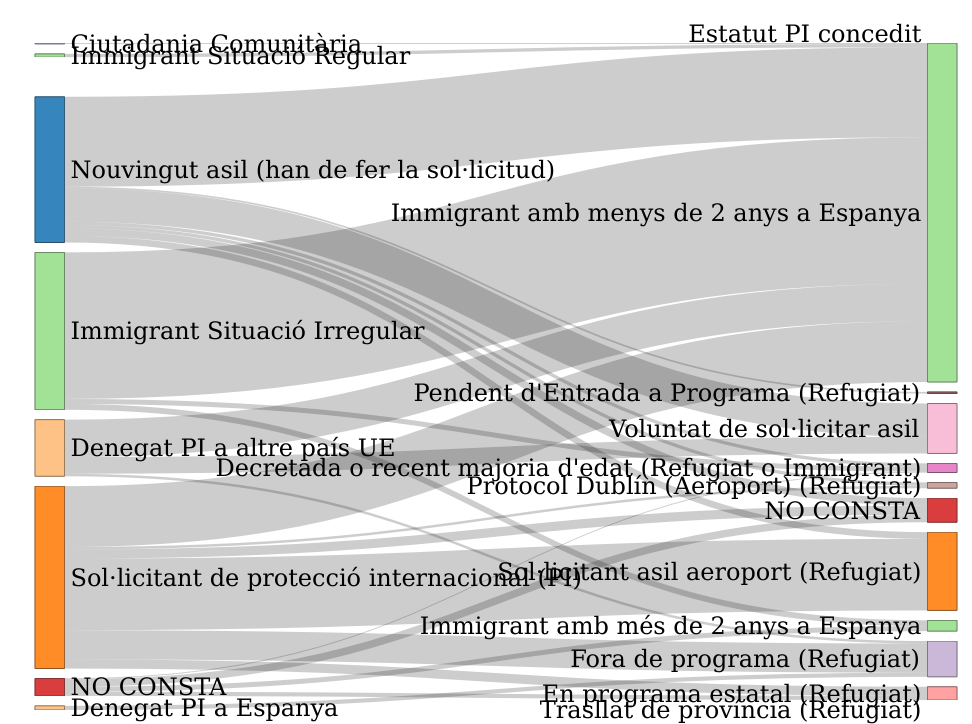 Estatut PI concedit
Ciutadania Comunitària
Immigrant Situació Regular
Nouvingut asil (han de fer la sol·licitud)
Immigrant amb menys de 2 anys a Espanya
Immigrant Situació Irregular
Pendent d'Entrada a Programa (Refugiat)
Voluntat de sol·licitar asil
Denegat PI a altre país UE
Decretada o recent majoria d'edat (Refugiat o Immigrant)
Protocol Dublín (Aeroport) (Refugiat)
NO CONSTA
Sol·licitant de protecció internacional (PI)
Sol·licitant asil aeroport (Refugiat)
Immigrant amb més de 2 anys a Espanya
Fora de programa (Refugiat)
NO CONSTA
En programa estatal (Refugiat)
Denegat PI a Espanya
Trasllat de província (Refugiat)